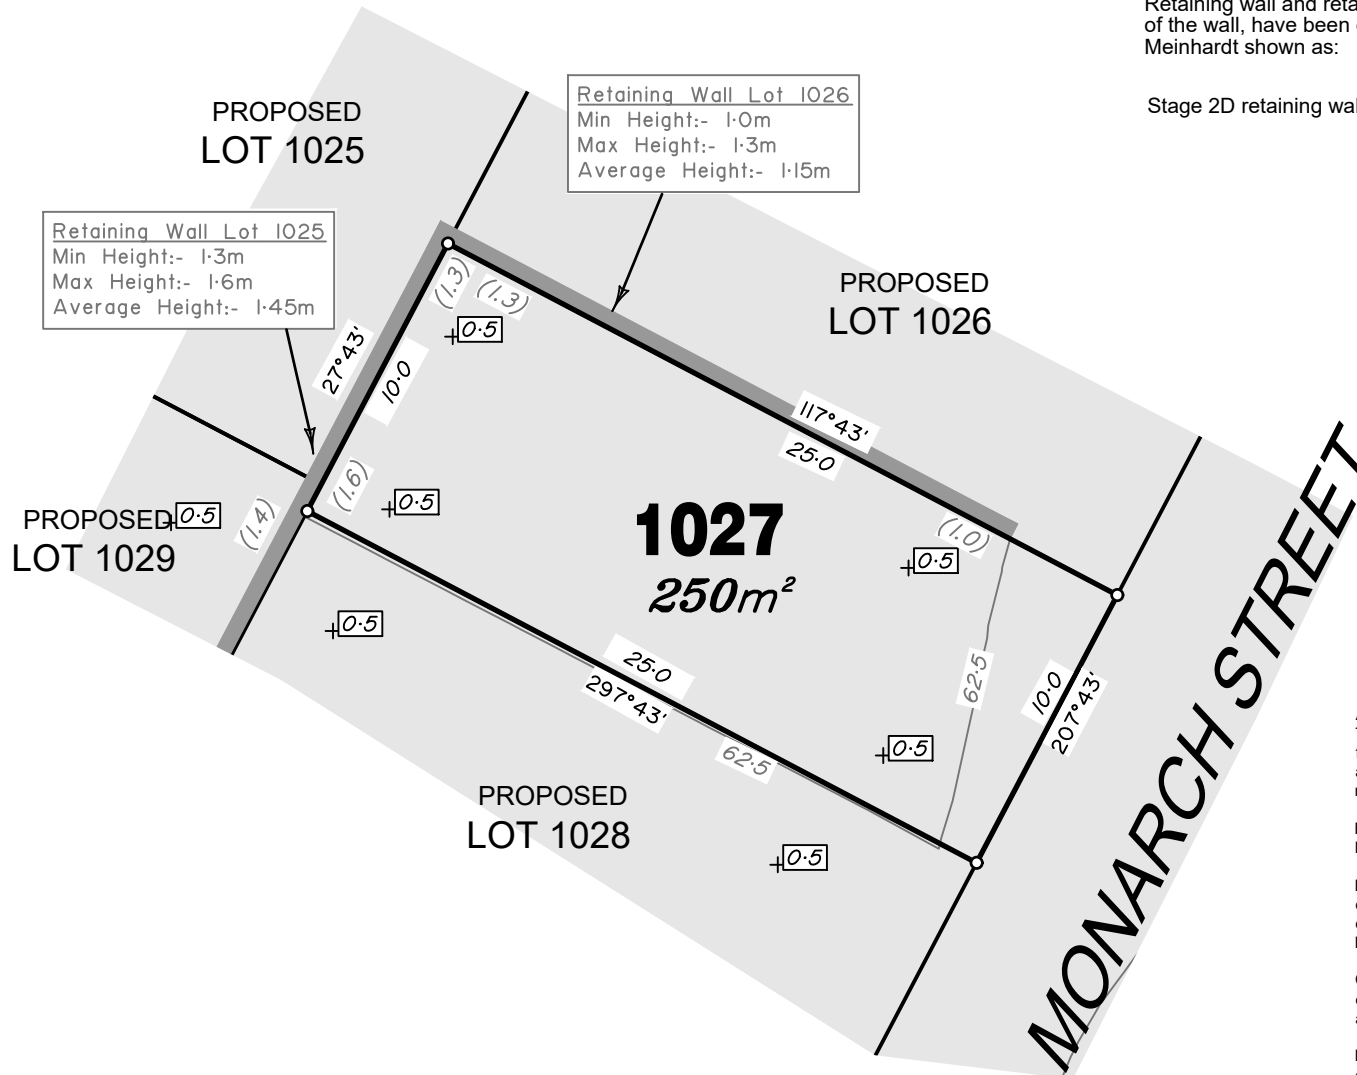 Retaining wall and
of the wall, have been
Meinhardt shown as:
Stage 2D retaining
PROPOSED
LOT 1025
Retaining Wall Lot 1026
Min Height:- 1·0m
Max Height:- 1·3m
Average Height:- 1·15m
Retaining Wall Lot 1025
Min Height:- 1·3m
Max Height:- 1·6m
Average Height:- 1·45m
PROPOSED
LOT 1026
(1.3)
(1.3)
0·5
27°43'
10·0
117°43'
25·0
(1.6)
0·5
(1.4)
0·5
PROPOSED
LOT 1029
1027
250m²
(1.0)
0·5
0·5
25·0
297°43'
62·5
62·5
10·0
207°43'
0·5
PROPOSED
LOT 1028
0·5
MONARCH STREET